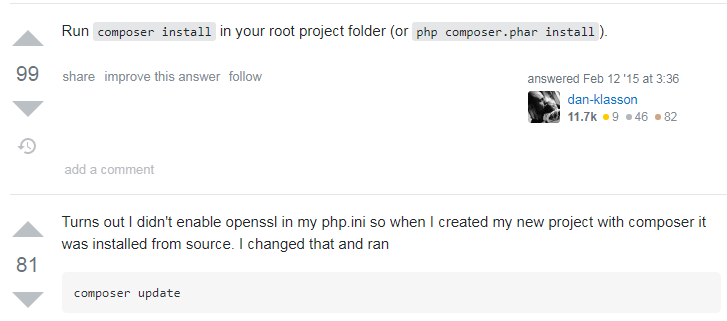 Run composer install in your root project folder (or php composer.phar install).
99
share improve this answer follow
answered Feb 12 '15 at 3:36
dan-klasson
11.7k 9 46 82
add a comment
Turns out I didn't enable openssl in my php.ini so when I created my new project with composer it
was installed from source. I changed that and ran
81
composer update